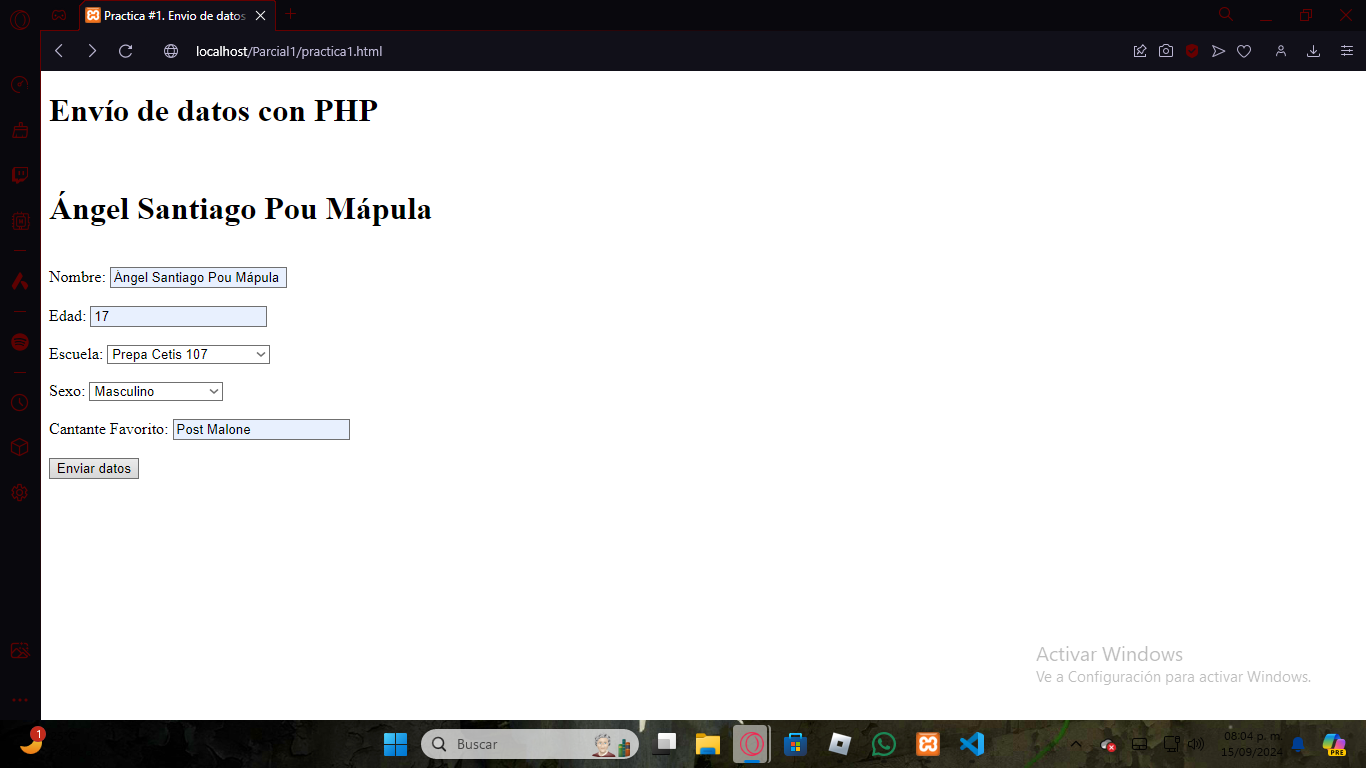 Practica #1. Envio de datos
localhost/Parcial1/practica1.html
Envío de datos con PHP
Ángel Santiago Pou Mápula
Nombre: Ángel Santiago Pou Mápula
Edad: 17
Escuela: Prepa Cetis 107
Sexo: Masculino
Cantante Favorito: Post Malone
Enviar datos
Activar Windows
Ve a Configuración para activar Windows.
1
Buscar
PRE
08:04 p. m.
15/09/2024